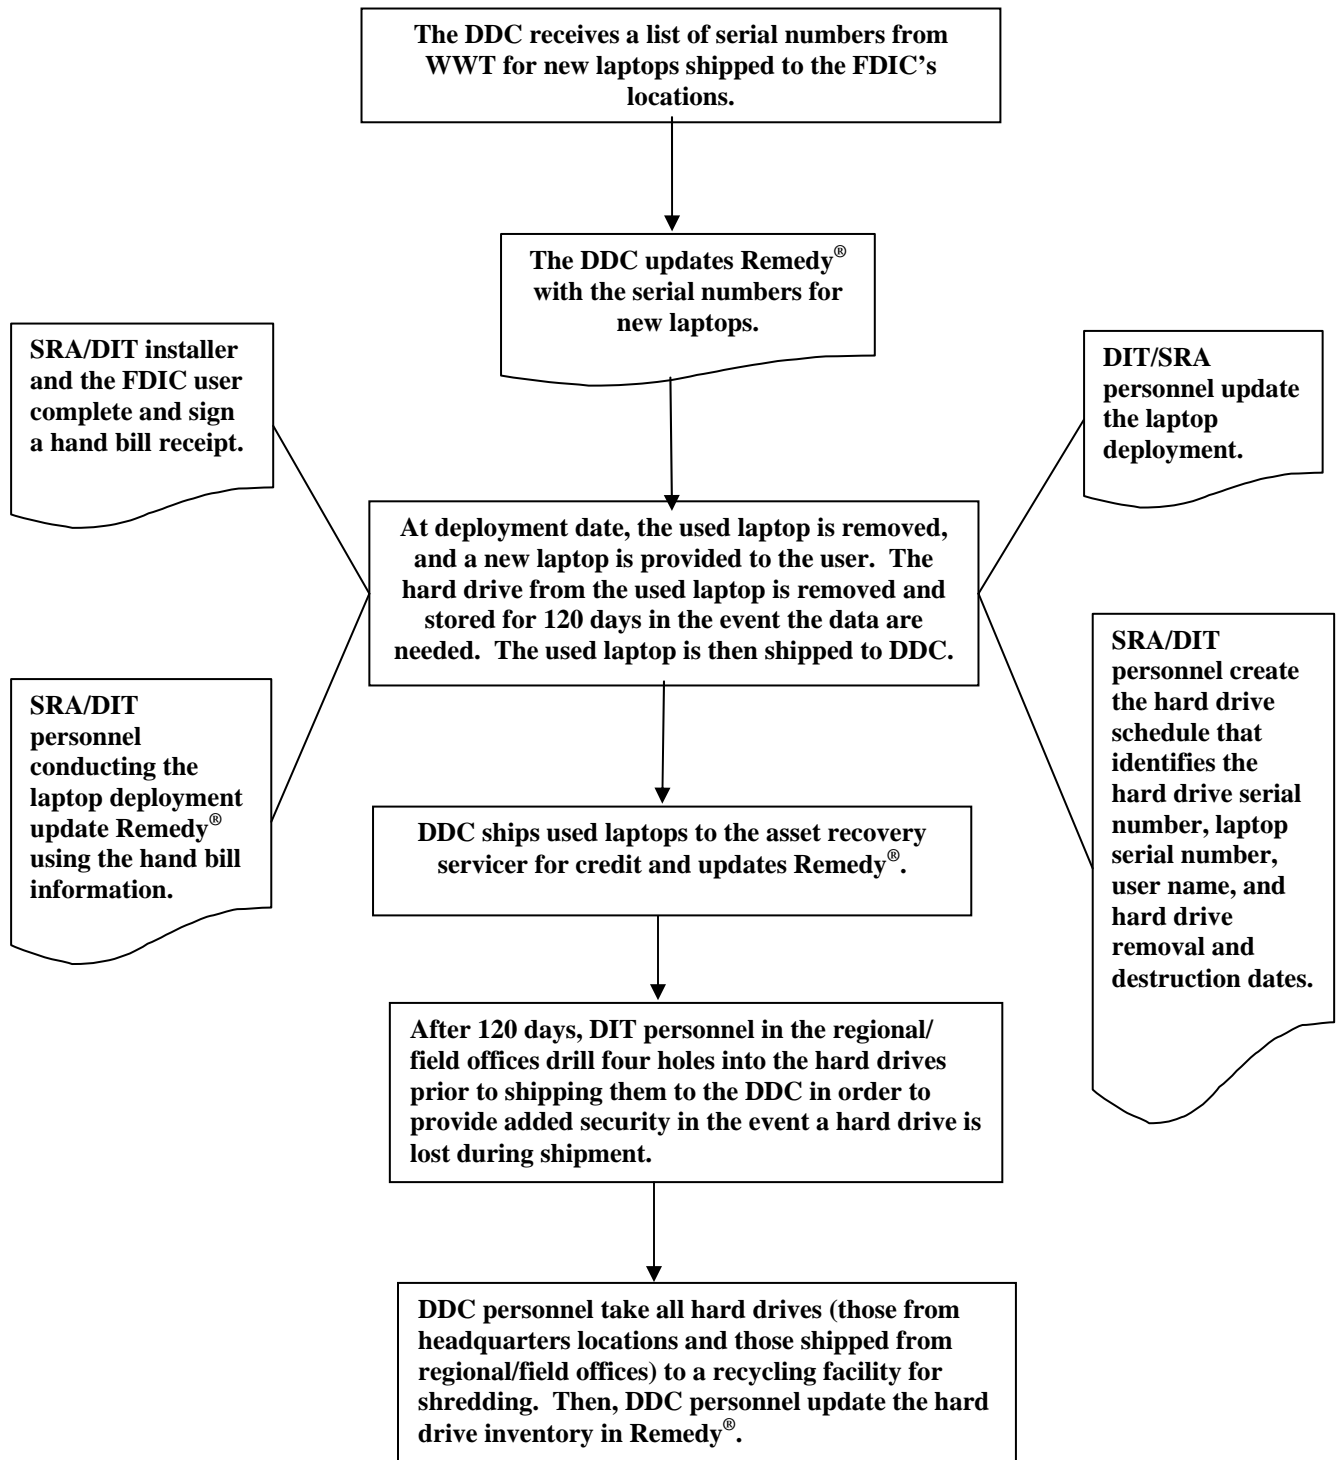 The DDC receives a list of serial numbers from
WWT for new laptops shipped to the FDIC’s
locations.
The DDC updates Remedy®
with the serial numbers for
new laptops.
SRA/DIT installer
and the FDIC user
complete and sign
a hand bill receipt.
DIT/SRA
personnel update
the laptop
deployment.
At deployment date, the used laptop is removed,
and a new laptop is provided to the user.  The
hard drive from the used laptop is removed and
stored for 120 days in the event the data are
needed.  The used laptop is then shipped to DDC.
SRA/DIT
personnel
conducting the
laptop deployment
update Remedy®
using the hand bill
information.
SRA/DIT
personnel create
the hard drive
schedule that
identifies the
hard drive serial
number, laptop
serial number,
user name, and
hard drive
removal and
destruction dates.
DDC ships used laptops to the asset recovery
servicer for credit and updates Remedy®.
After 120 days, DIT personnel in the regional/
field offices drill four holes into the hard drives
prior to shipping them to the DDC in order to
provide added security in the event a hard drive is
lost during shipment.
DDC personnel take all hard drives (those from
headquarters locations and those shipped from
regional/field offices) to a recycling facility for
shredding.  Then, DDC personnel update the hard
drive inventory in Remedy®.